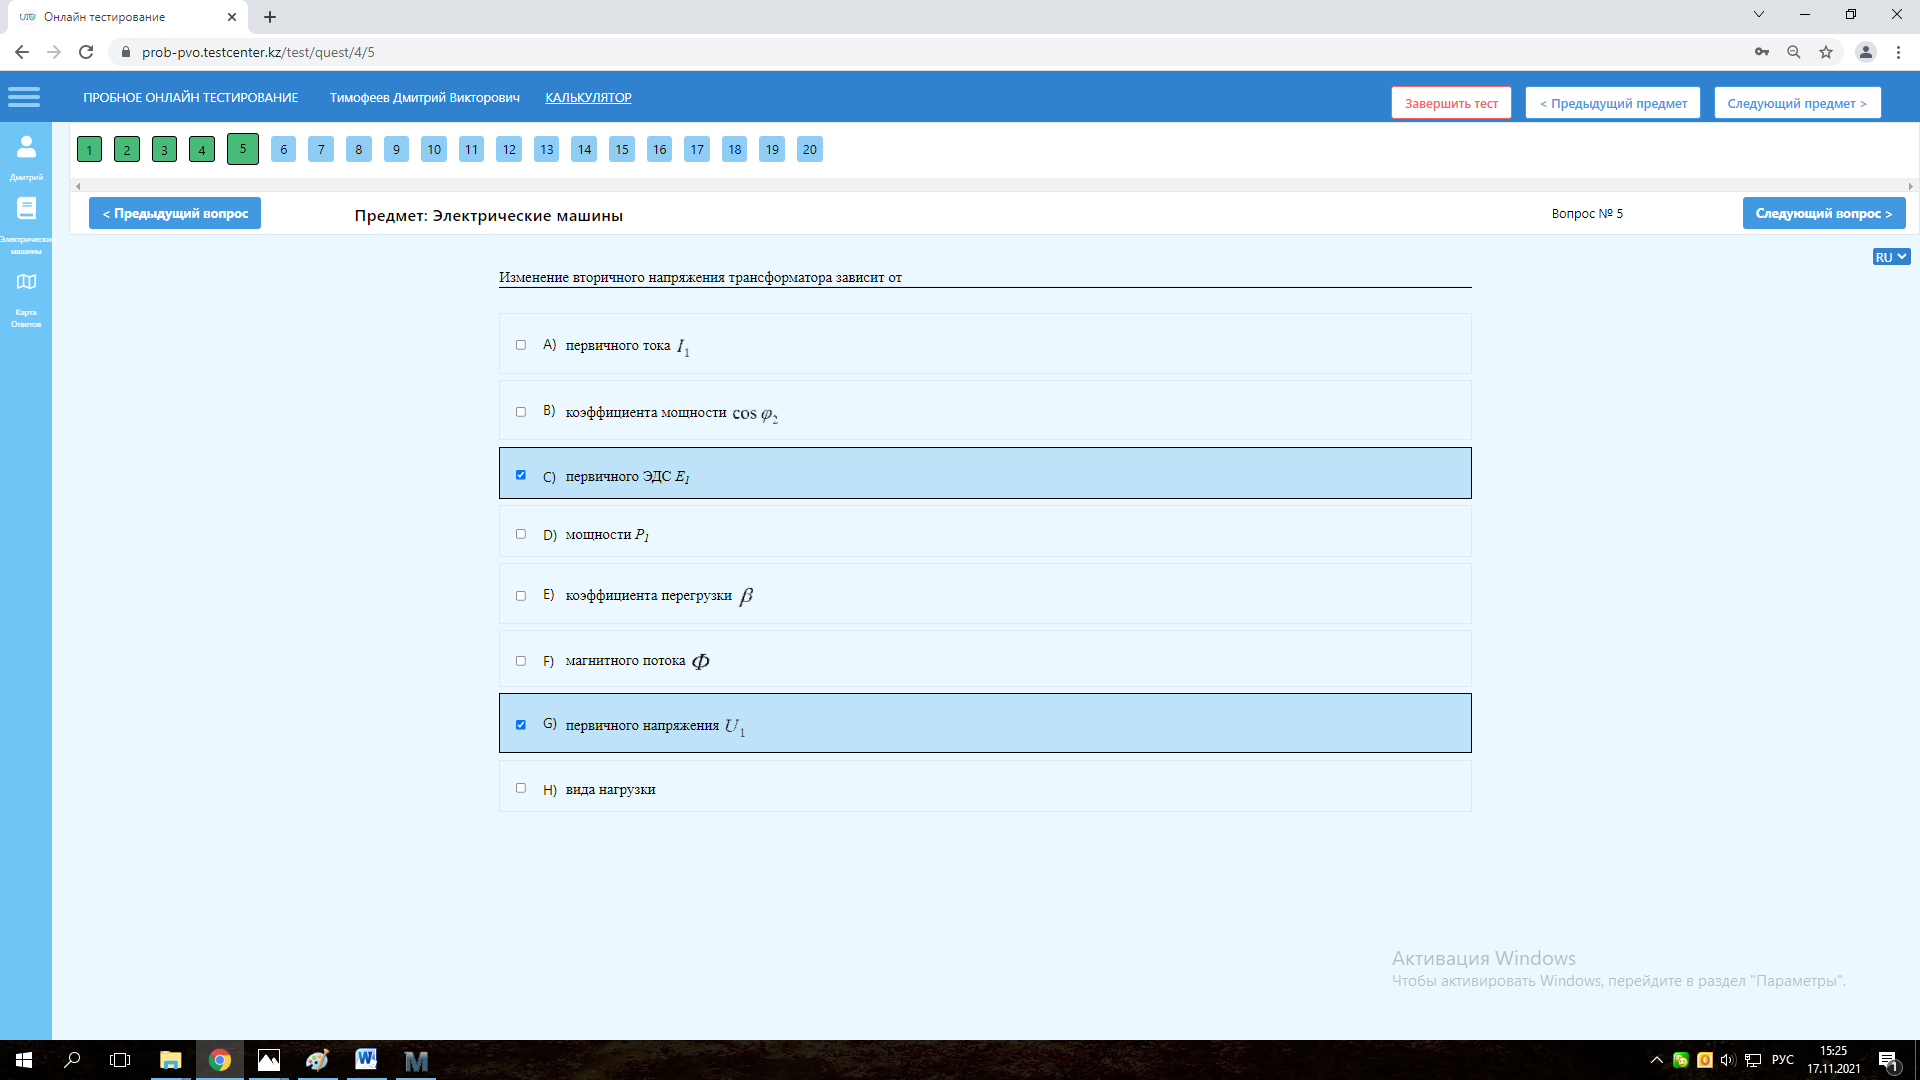 UTO Онлайн тестирование
prob-pvo.testcenter.kz/test/quest/4/5
ПРОБНОЕ ОНЛАЙН ТЕСТИРОВАНИЕ Тимофеев Дмитрий Викторович КАЛЬКУЛЯТОР Завершить тест < Предыдущий предмет Следующий предмет >
1 2 3 4 5 6 7 8 9 10 11 12 13 14 15 16 17 18 19 20
Дмитрий
< Предыдущий вопрос Предмет: Электрические машины Вопрос № 5 Следующий вопрос >
Электрические
машины
RU
Изменение вторичного напряжения трансформатора зависит от
Карта
Ответов
A) первичного тока I₁
B) коэффициента мощности cos φ₂
C) первичного ЭДС E₁
D) мощности P₁
E) коэффициента перегрузки β
F) магнитного потока Φ
G) первичного напряжения U₁
H) вида нагрузки
Активация Windows
Чтобы активировать Windows, перейдите в раздел "Параметры".
РУС
15:25
17.11.2021
1